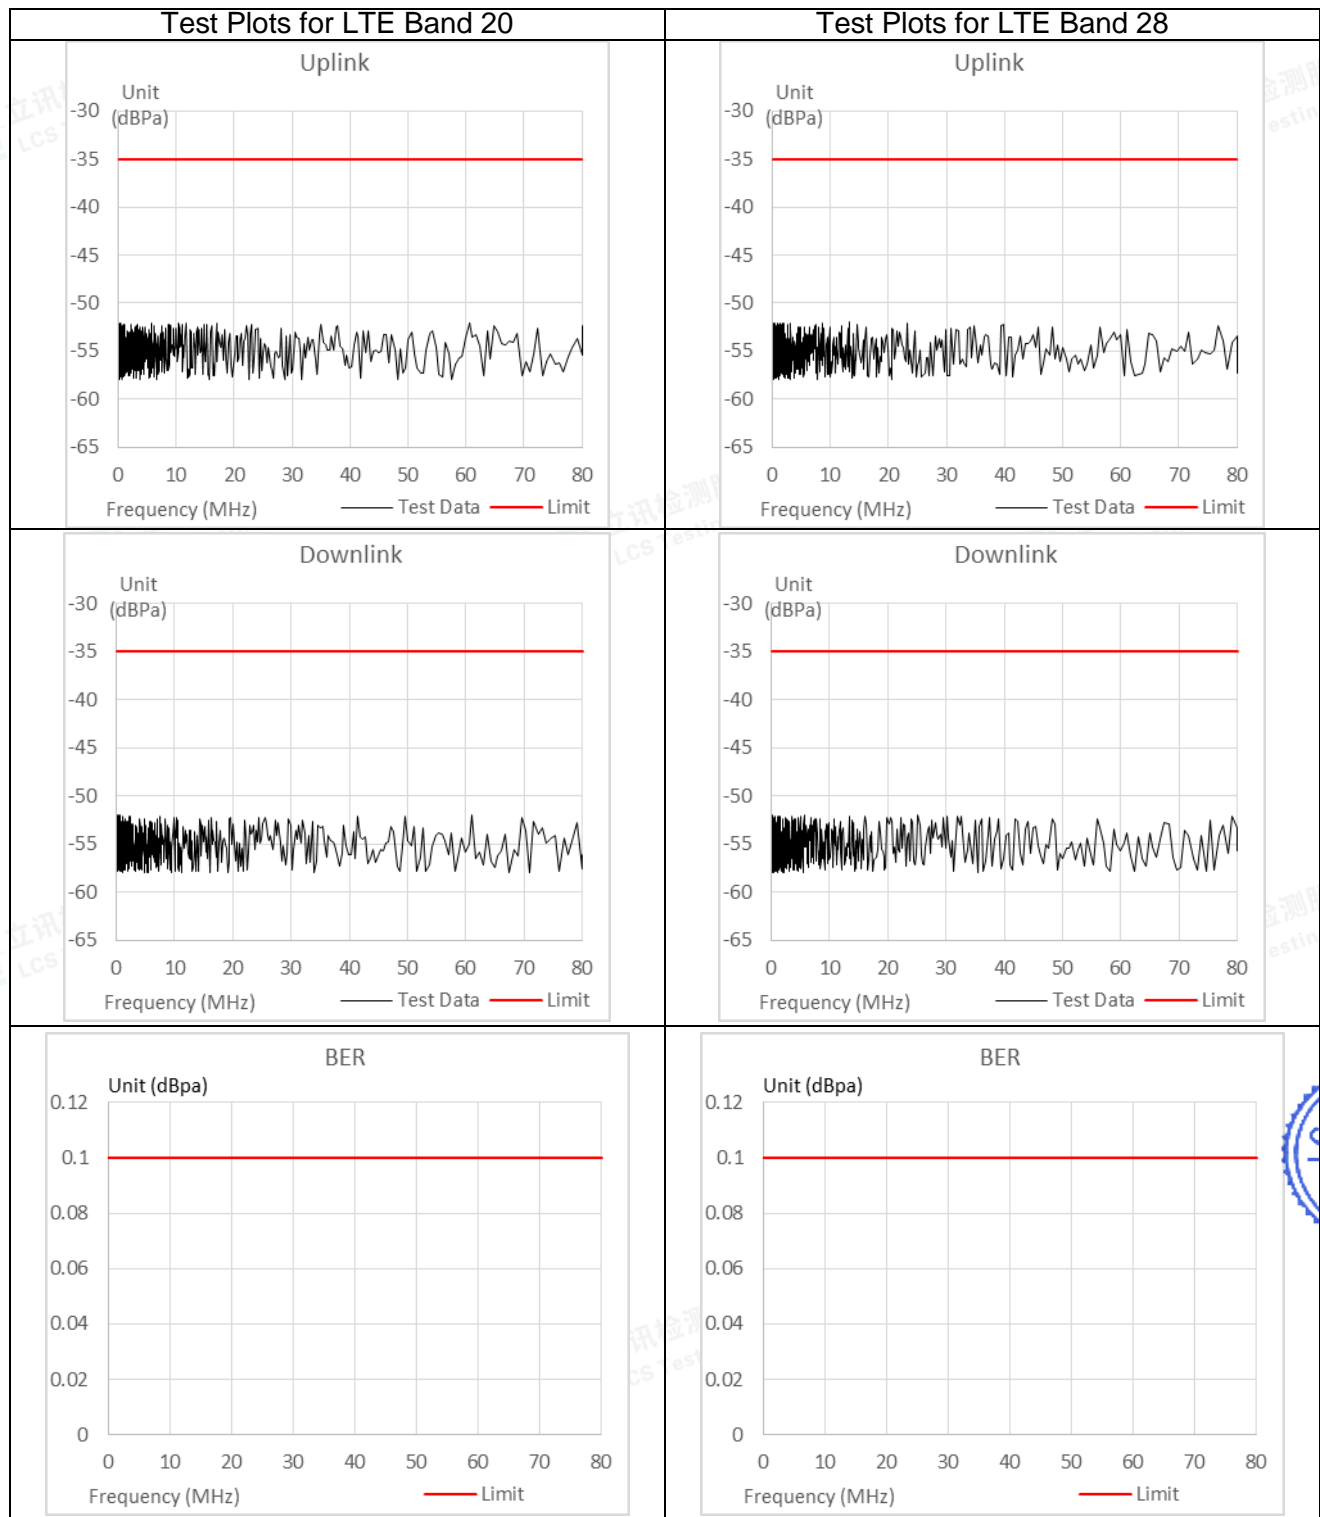 Test Plots for LTE Band 20
Test Plots for LTE Band 28
Uplink
Unit
(dBPa)
-30
-35
-40
-45
-50
-55
-60
-65
0 10 20 30 40 50 60 70 80
Frequency (MHz) Test Data Limit
Uplink
Unit
(dBPa)
-30
-35
-40
-45
-50
-55
-60
-65
0 10 20 30 40 50 60 70 80
Frequency (MHz) Test Data Limit
Downlink
Unit
(dBPa)
-30
-35
-40
-45
-50
-55
-60
-65
0 10 20 30 40 50 60 70 80
Frequency (MHz) Test Data Limit
Downlink
Unit
(dBPa)
-30
-35
-40
-45
-50
-55
-60
-65
0 10 20 30 40 50 60 70 80
Frequency (MHz) Test Data Limit
BER
Unit (dBpa)
0.12
0.1
0.08
0.06
0.04
0.02
0
0 10 20 30 40 50 60 70 80
Frequency (MHz) Limit
BER
Unit (dBpa)
0.12
0.1
0.08
0.06
0.04
0.02
0
0 10 20 30 40 50 60 70 80
Frequency (MHz) Limit